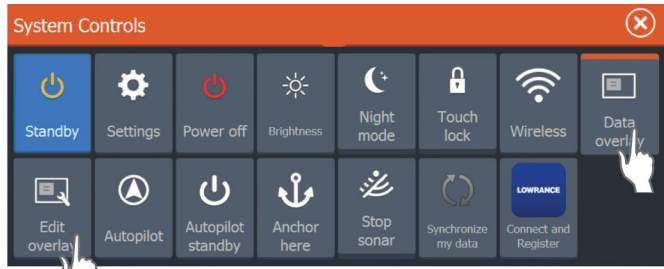 System Controls
Standby
Settings
Power off
Brightness
Night
mode
Touch
lock
Wireless
Data
overlay
Edit
overlay
Autopilot
Autopilot
standby
Anchor
here
Stop
sonar
Synchronize
my data
LOWRANCE
Connect and
Register